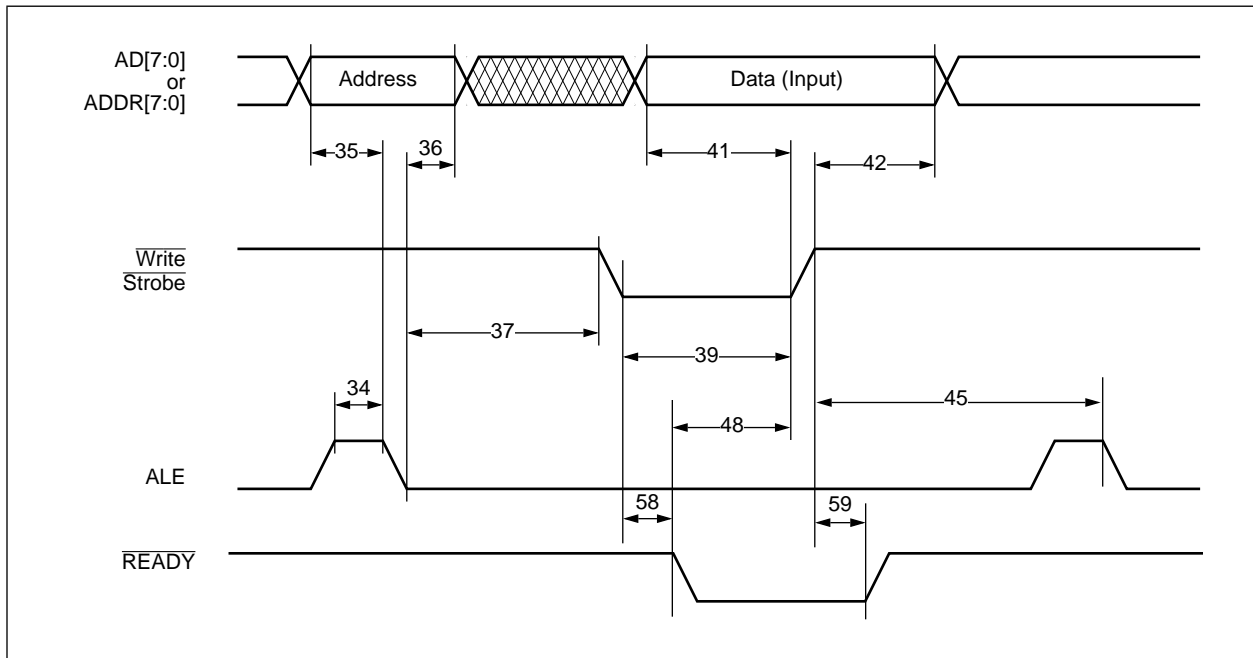 AD[7:0]
or
ADDR[7:0]
Address
Data (Input)
35
36
41
42
Write
Strobe
37
39
34
48
45
ALE
58
59
READY